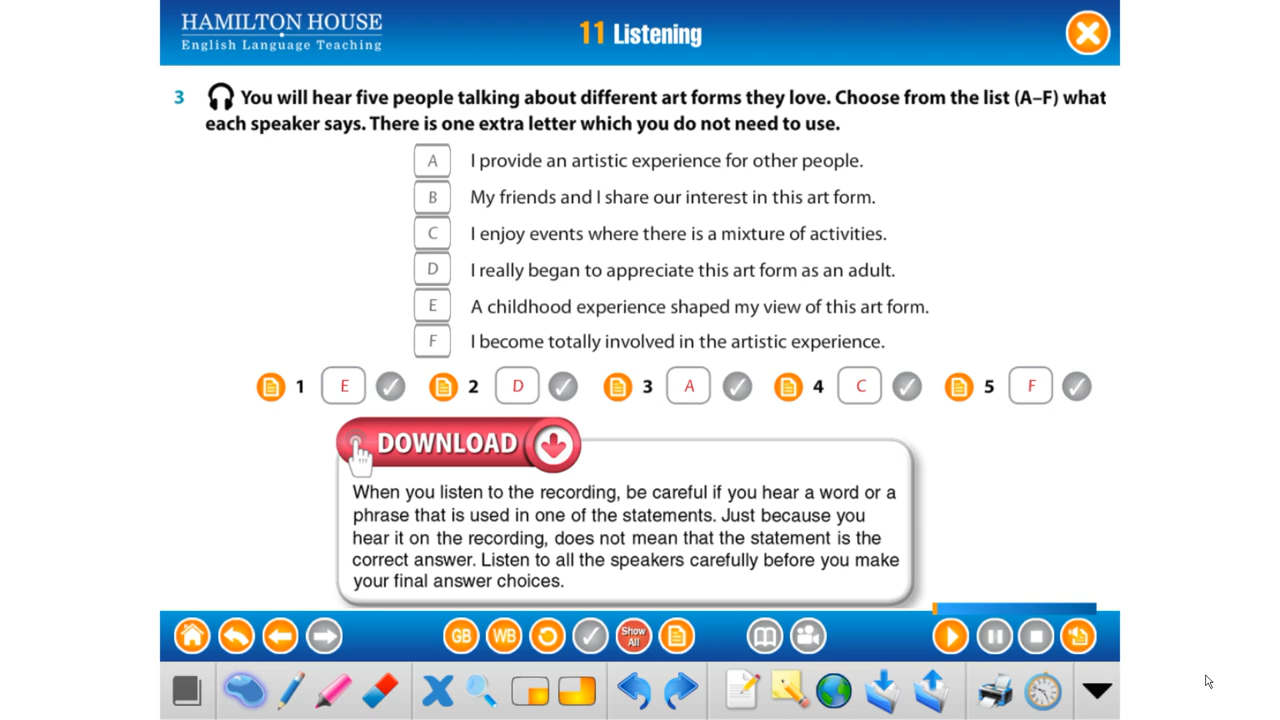 HAMILTON HOUSE
English Language Teaching
11 Listening
3 You will hear five people talking about different art forms they love. Choose from the list (A–F) what
each speaker says. There is one extra letter which you do not need to use.
A I provide an artistic experience for other people.
B My friends and I share our interest in this art form.
C I enjoy events where there is a mixture of activities.
D I really began to appreciate this art form as an adult.
E A childhood experience shaped my view of this art form.
F I become totally involved in the artistic experience.
1 E 2 D 3 A 4 C 5 F
DOWNLOAD
When you listen to the recording, be careful if you hear a word or a
phrase that is used in one of the statements. Just because you
hear it on the recording, does not mean that the statement is the
correct answer. Listen to all the speakers carefully before you make
your final answer choices.
GB WB Show
All